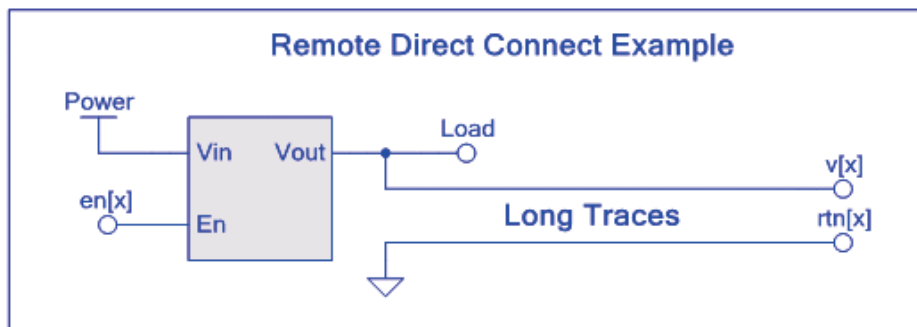 Remote Direct Connect Example
Power
Load
Vin Vout
v[x]
en[x]
En
Long Traces
rtn[x]